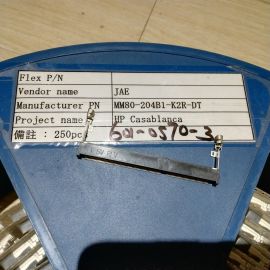 Flex P/N
Vendor name JAE
Manufacturer PN MM80-204B1-K2R-DT
Project name HP Casablanca
備註 : 250pc
601-0570-3